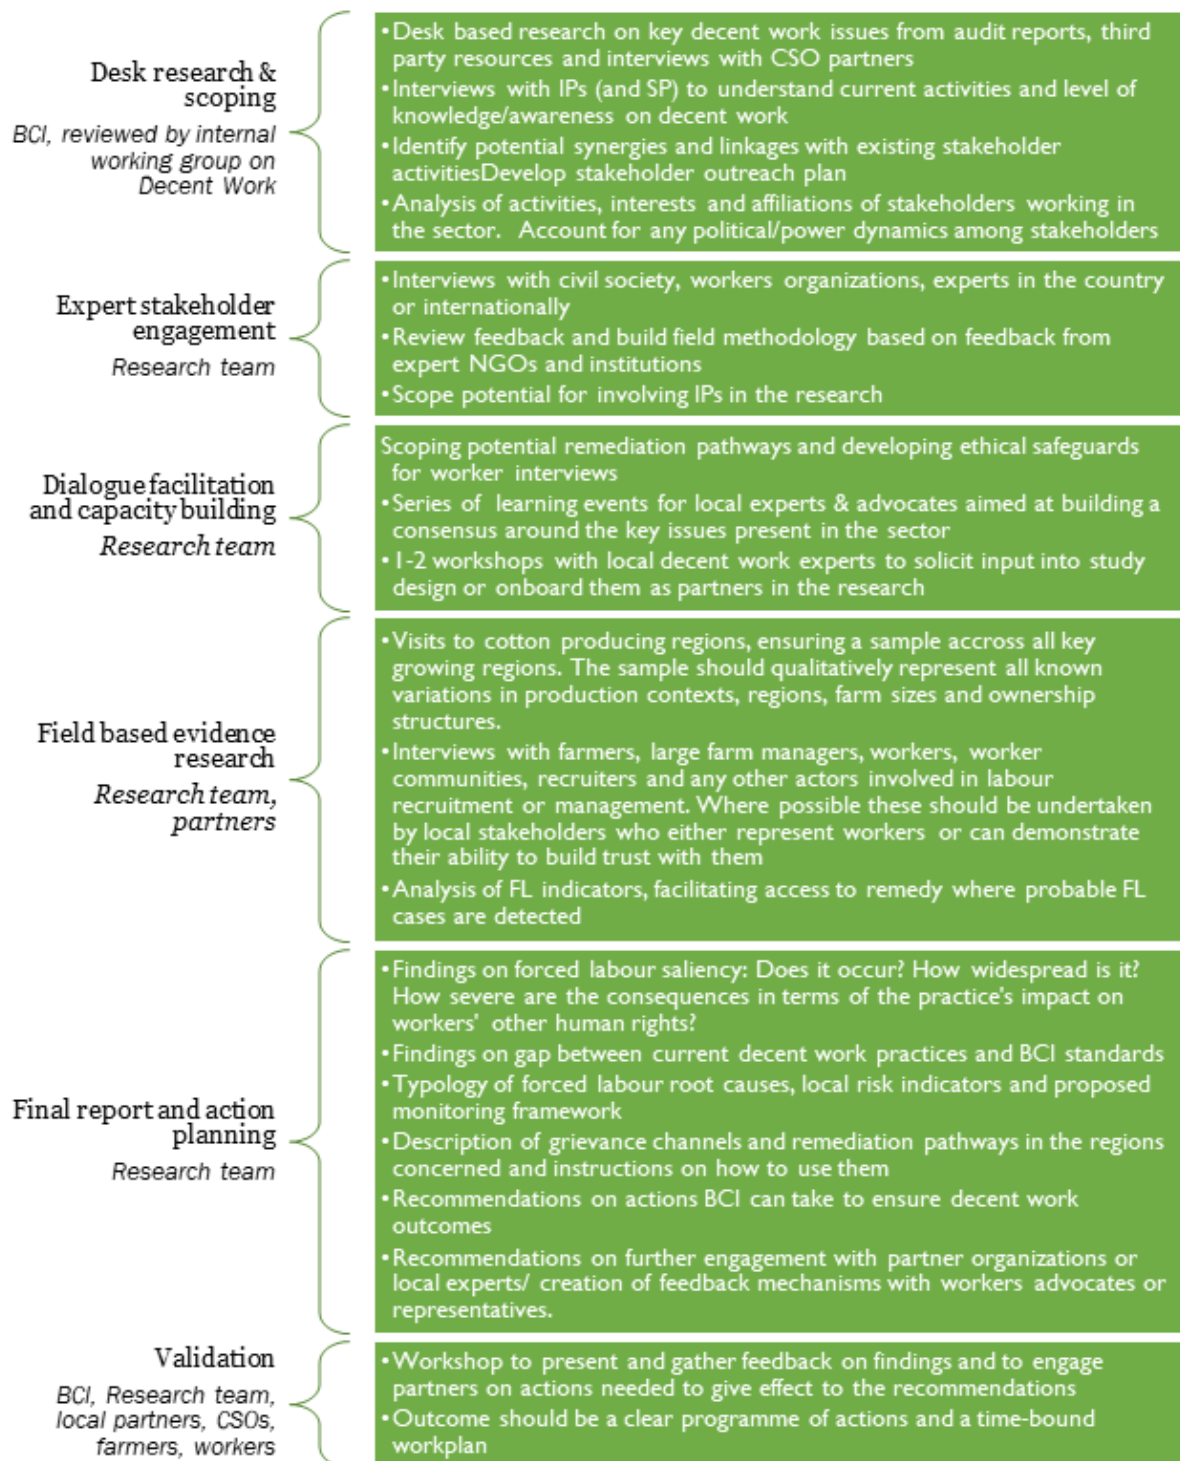 Desk research &
scoping
BCI, reviewed by internal
working group on
Decent Work
•Desk based research on key decent work issues from audit reports, third
party resources and interviews with CSO partners
•Interviews with IPs (and SP) to understand current activities and level of
knowledge/awareness on decent work
•Identify potential synergies and linkages with existing stakeholder
activitiesDevelop stakeholder outreach plan
•Analysis of activities, interests and affiliations of stakeholders working in
the sector. Account for any political/power dynamics among stakeholders
Expert stakeholder
engagement
Research team
•Interviews with civil society, workers organizations, experts in the country
or internationally
•Review feedback and build field methodology based on feedback from
expert NGOs and institutions
•Scope potential for involving IPs in the research
Dialogue facilitation
and capacity building
Research team
Scoping potential remediation pathways and developing ethical safeguards
for worker interviews
•Series of learning events for local experts & advocates aimed at building a
consensus around the key issues present in the sector
•1-2 workshops with local decent work experts to solicit input into study
design or onboard them as partners in the research
Field based evidence
research
Research team,
partners
•Visits to cotton producing regions, ensuring a sample accross all key
growing regions. The sample should qualitatively represent all known
variations in production contexts, regions, farm sizes and ownership
structures.
•Interviews with farmers, large farm managers, workers, worker
communities, recruiters and any other actors involved in labour
recruitment or management. Where possible these should be undertaken
by local stakeholders who either represent workers or can demonstrate
their ability to build trust with them
•Analysis of FL indicators, facilitating access to remedy where probable FL
cases are detected
Final report and action
planning
Research team
•Findings on forced labour saliency: Does it occur? How widespread is it?
How severe are the consequences in terms of the practice's impact on
workers' other human rights?
•Findings on gap between current decent work practices and BCI standards
•Typology of forced labour root causes, local risk indicators and proposed
monitoring framework
•Description of grievance channels and remediation pathways in the regions
concerned and instructions on how to use them
•Recommendations on actions BCI can take to ensure decent work
outcomes
•Recommendations on further engagement with partner organizations or
local experts/ creation of feedback mechanisms with workers advocates or
representatives.
Validation
BCI, Research team,
local partners, CSOs,
farmers, workers
•Workshop to present and gather feedback on findings and to engage
partners on actions needed to give effect to the recommendations
•Outcome should be a clear programme of actions and a time-bound
workplan